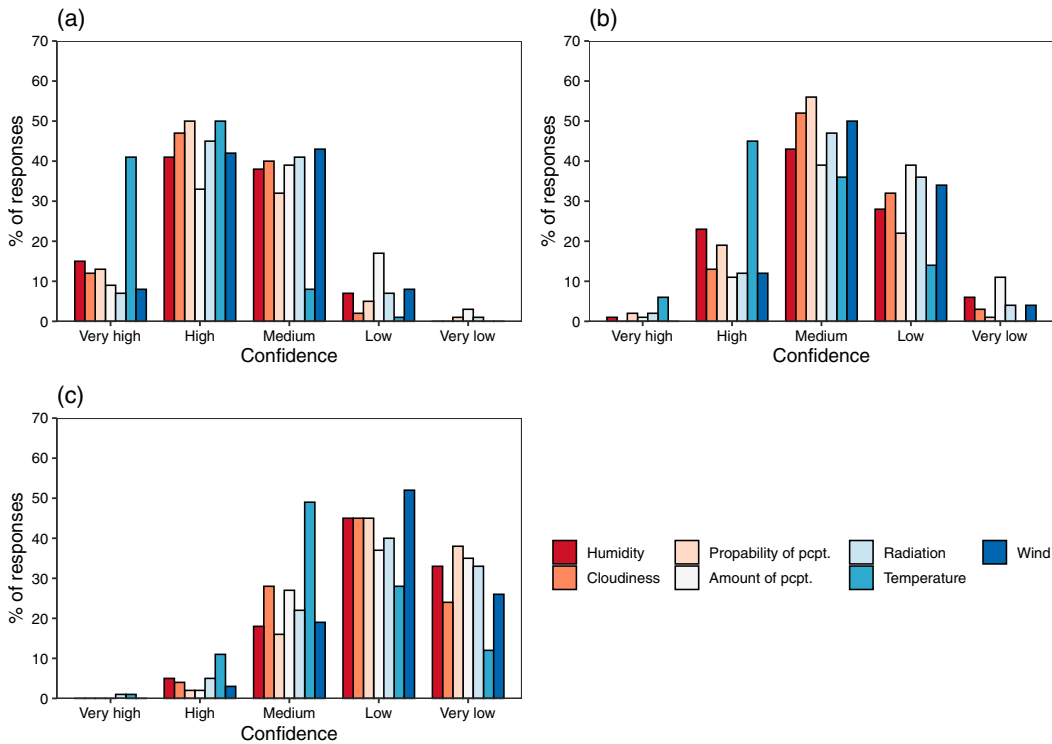 (a)
70
60
50
40
30
20
10
0
% of responses
Very high High Medium Low Very low
Confidence
(b)
70
60
50
40
30
20
10
0
% of responses
Very high High Medium Low Very low
Confidence
(c)
70
60
50
40
30
20
10
0
% of responses
Very high High Medium Low Very low
Confidence
Humidity Propability of pcpt. Radiation Wind
Cloudiness Amount of pcpt. Temperature